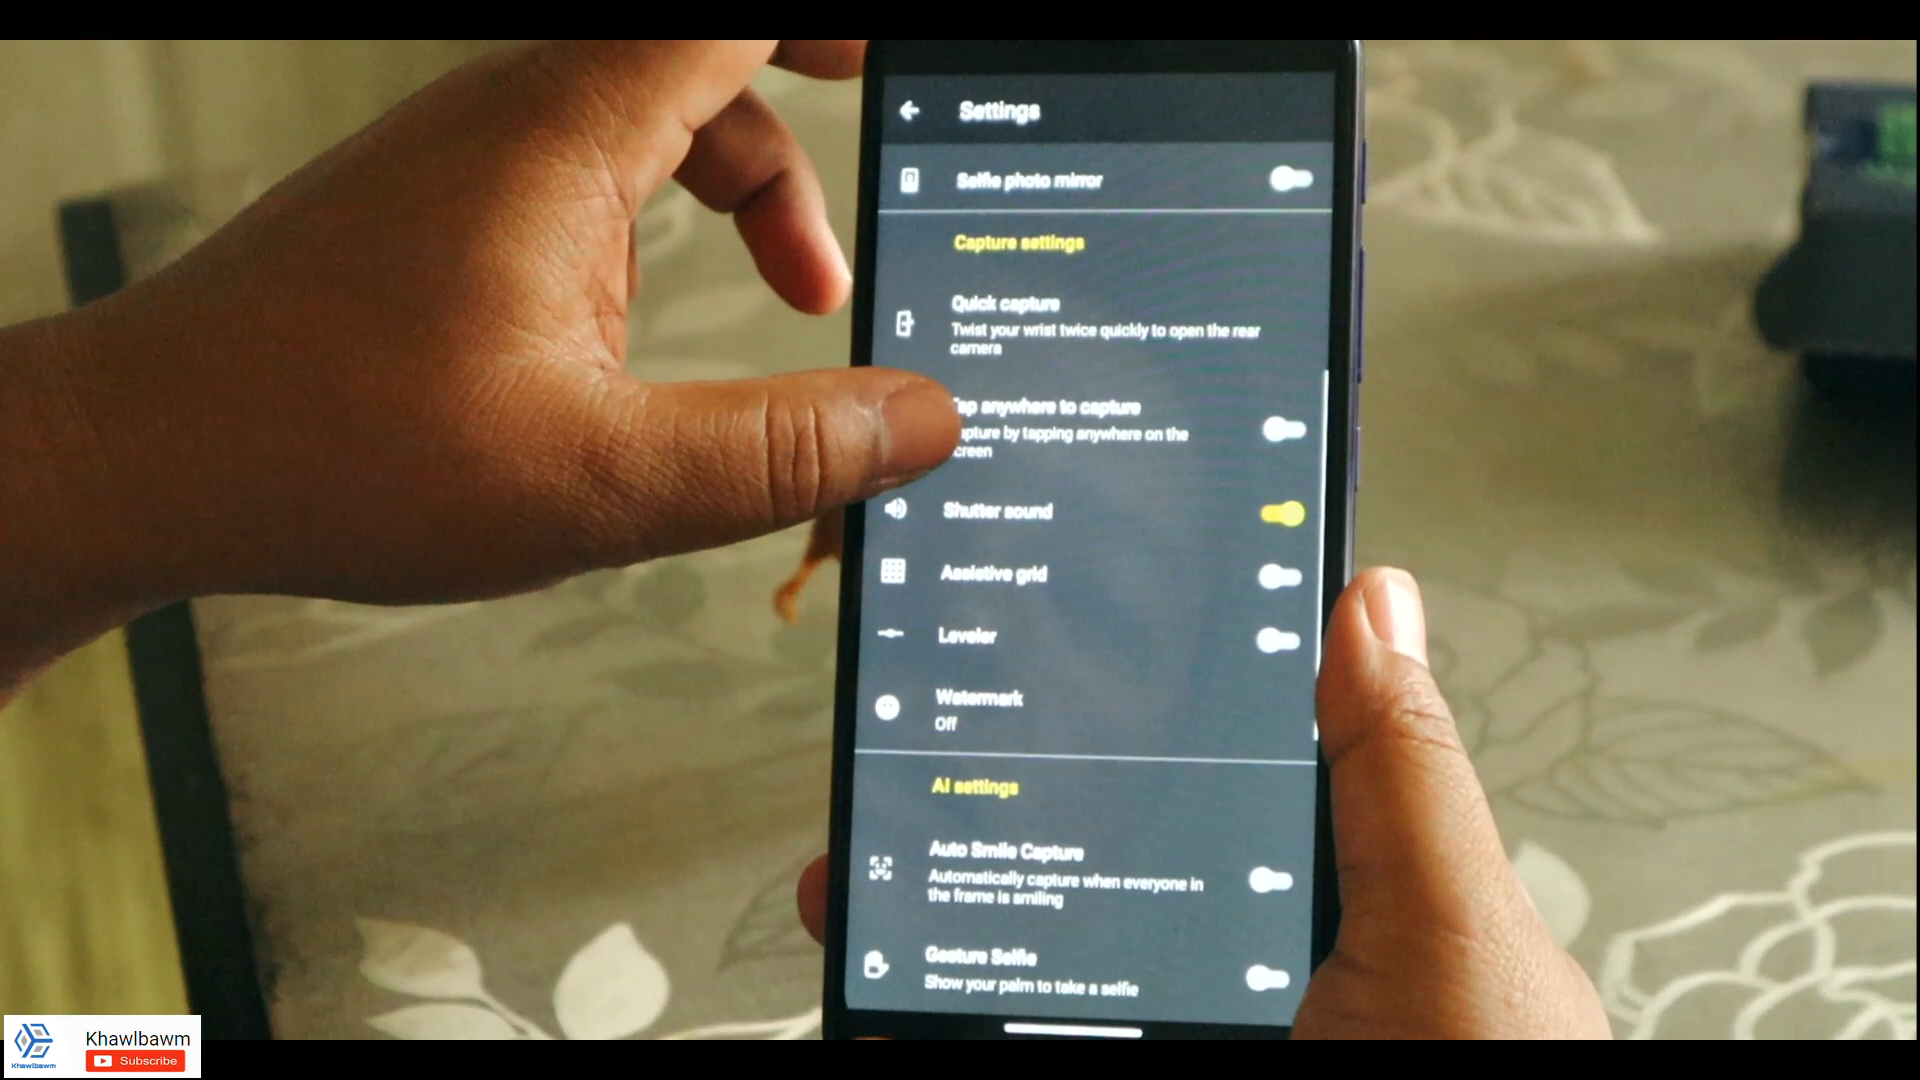 Settings
Selfie photo mirror
Capture settings
Quick capture
Twist your wrist twice quickly to open the rear
camera
Tap anywhere to capture
apture by tapping anywhere on the
creen
Shutter sound
Assistive grid
Leveler
Watermark
Off
AI settings
Auto Smile Capture
Automatically capture when everyone in
the frame is smiling
Gesture Selfie
Show your palm to take a selfie
Khawlbawm
Subscribe
Khawlbawm